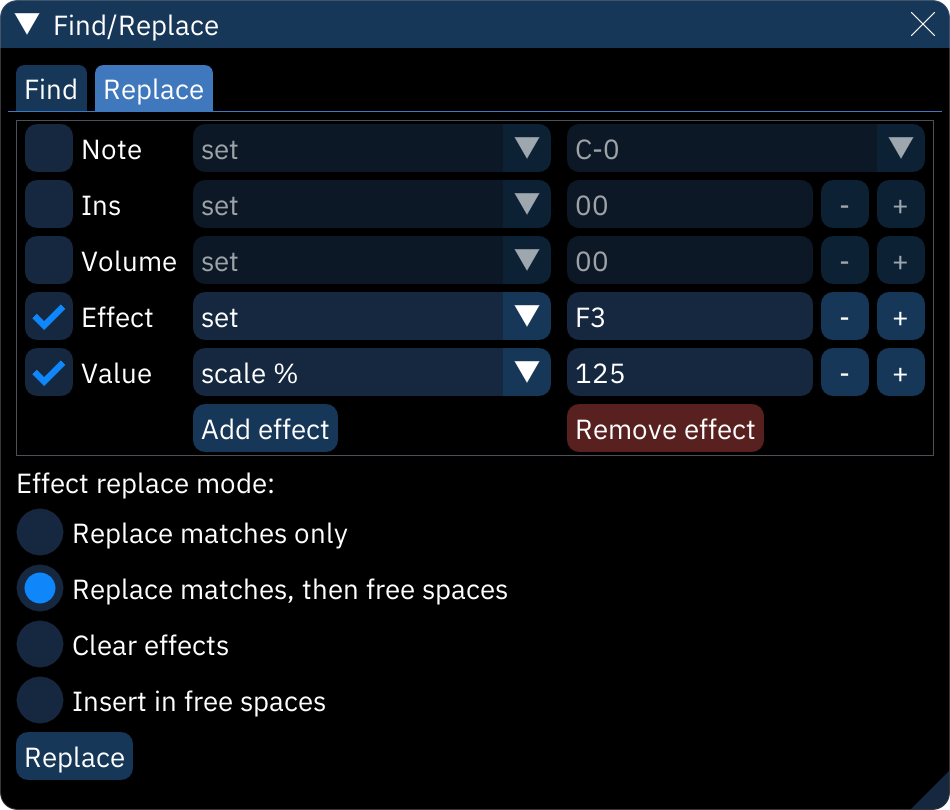 Find/Replace
Find Replace
Note set C-0
Ins set 00 - +
Volume set 00 - +
Effect set F3 - +
Value scale % 125 - +
Add effect Remove effect
Effect replace mode:
Replace matches only
Replace matches, then free spaces
Clear effects
Insert in free spaces
Replace